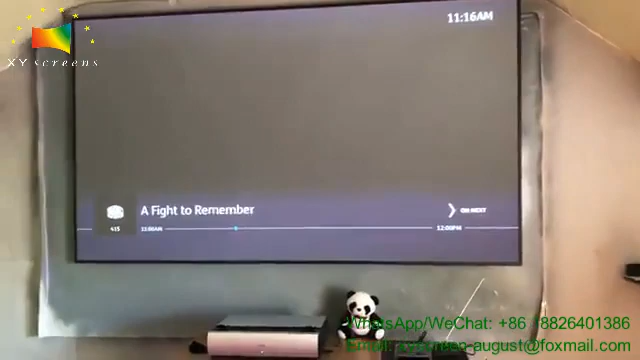 11:16AM
XY screens
A Fight to Remember
ON NEXT
415
11:00AM
12:00PM
WhatsApp/WeChat: +86 18826401386
Email: xyscreen-august@foxmail.com